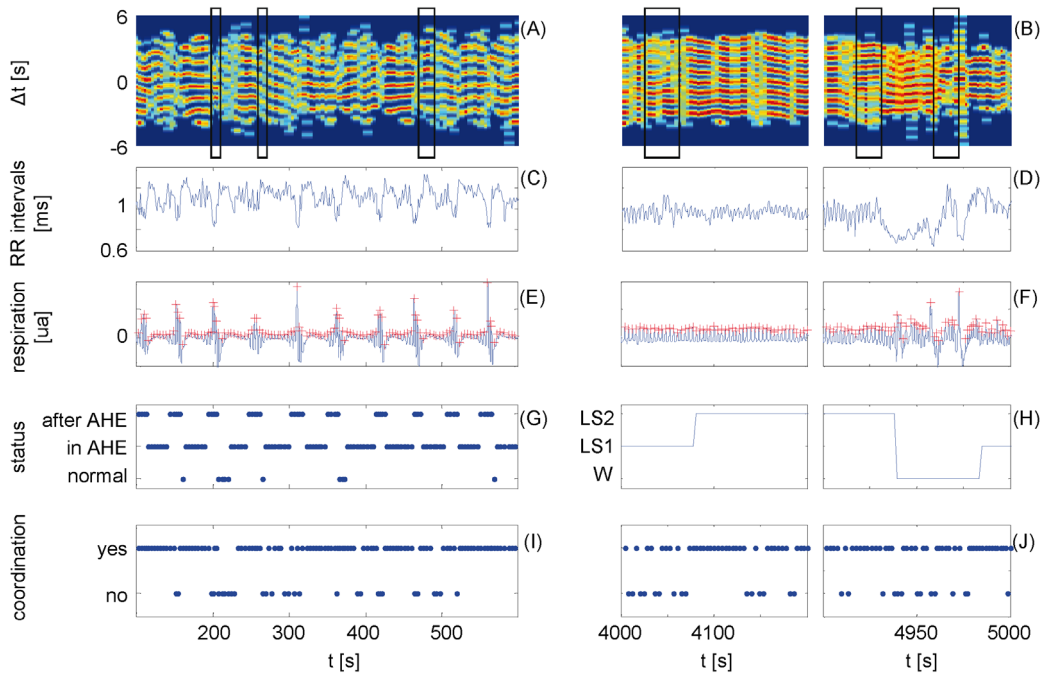 6
0
-6
Δt [s]
(A)
(B)
RR intervals
[ms]
1
0.6
(C)
(D)
respiration
[ua]
0
(E)
(F)
status
after AHE
in AHE
normal
(G)
LS2
LS1
W
(H)
coordination
yes
no
(I)
(J)
200 300 400 500
t [s]
4000 4100
t [s]
4950 5000
t [s]